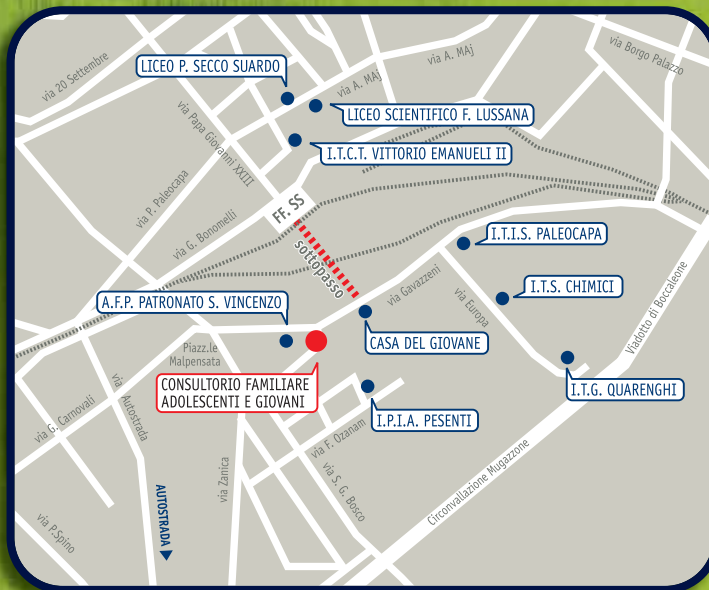 via 20 Settembre
LICEO P. SECCO SUARDO
via A. MAj
via A. MAj
via Borgo Palazzo
LICEO SCIENTIFICO F. LUSSANA
via Papa Giovanni XXIII
I.T.C.T. VITTORIO EMANUELI II
via P. Paleocapa
FF. SS
via G. Bonomelli
sottopasso
I.T.I.S. PALEOCAPA
via Gavazzeni
via Europa
I.T.S. CHIMICI
Viadotto di Boccaleone
A.F.P. PATRONATO S. VINCENZO
CASA DEL GIOVANE
Piazz.le
Malpensata
CONSULTORIO FAMILIARE
ADOLESCENTI E GIOVANI
I.T.G. QUARENGHI
via G. Carnovali
via Autostrada
I.P.I.A. PESENTI
via F. Ozanam
via Zanica
via S. G. Bosco
Circonvallazione Mugazzone
AUTOSTRADA
via P.Spino